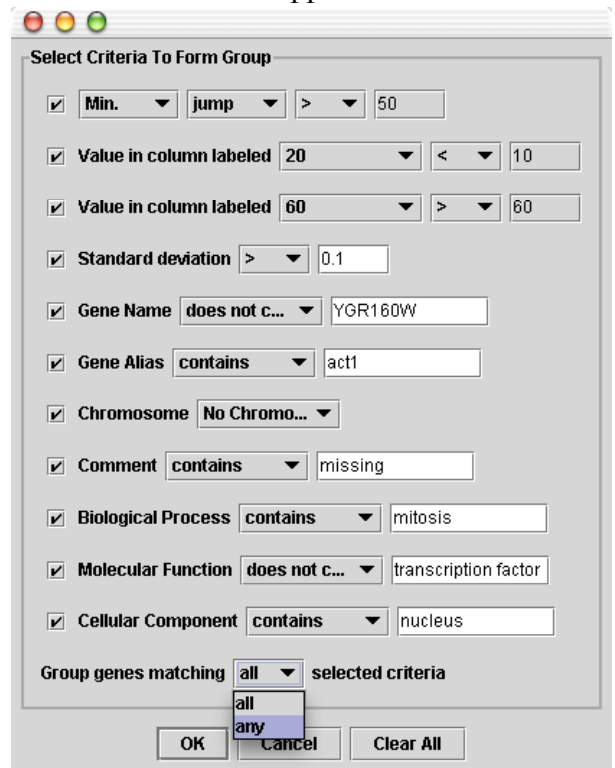 Select Criteria To Form Group
Min. jump > 50
Value in column labeled 20 < 10
Value in column labeled 60 > 60
Standard deviation > 0.1
Gene Name does not c... YGR160W
Gene Alias contains act1
Chromosome No Chromo...
Comment contains missing
Biological Process contains mitosis
Molecular Function does not c... transcription factor
Cellular Component contains nucleus
Group genes matching all selected criteria
all
any
OK Cancel Clear All